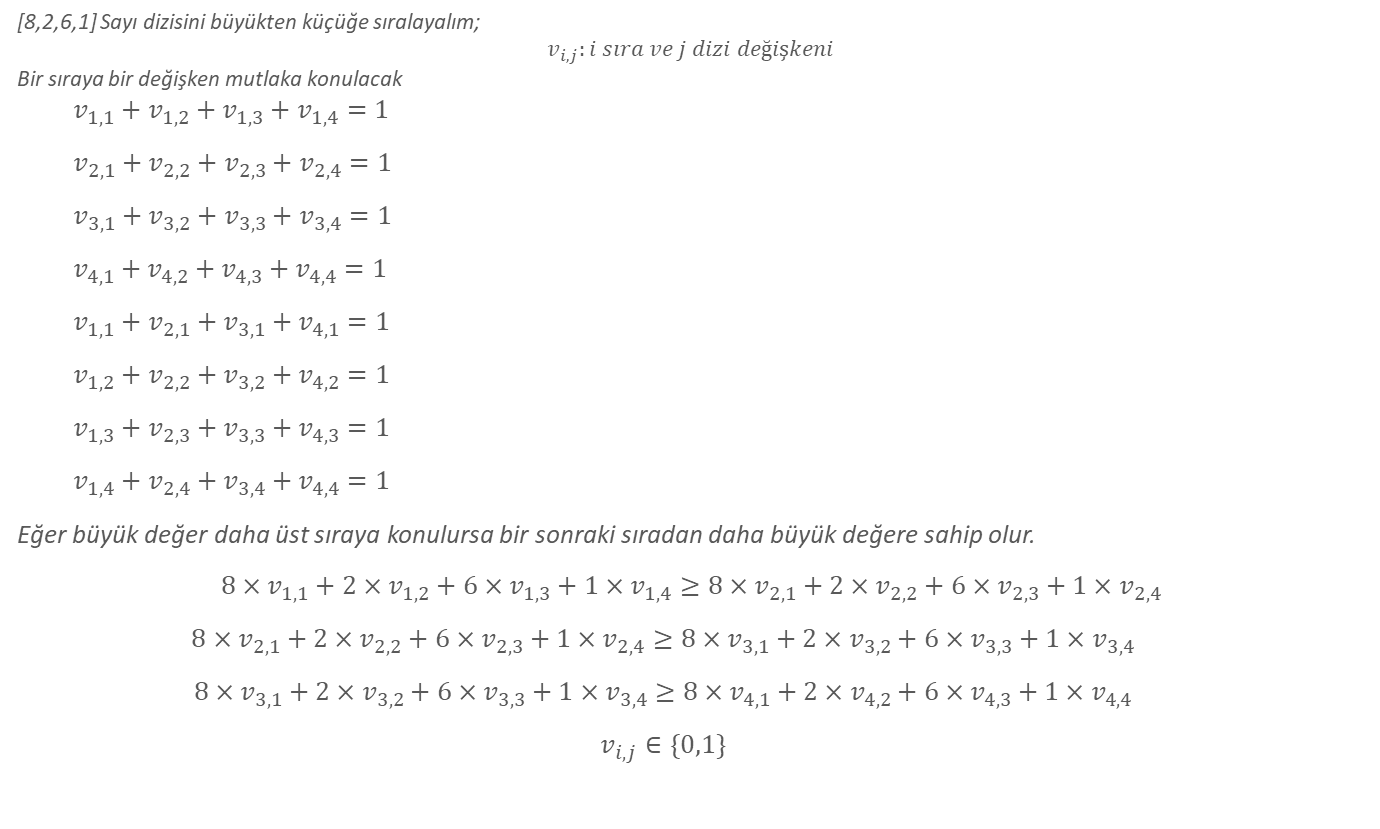 [8,2,6,1] Sayı dizisini büyükten küçüğe sıralayalım;
v_{i,j}: i sıra ve j dizi değişkeni
Bir sıraya bir değişken mutlaka konulacak
v_{1,1} + v_{1,2} + v_{1,3} + v_{1,4} = 1
v_{2,1} + v_{2,2} + v_{2,3} + v_{2,4} = 1
v_{3,1} + v_{3,2} + v_{3,3} + v_{3,4} = 1
v_{4,1} + v_{4,2} + v_{4,3} + v_{4,4} = 1
v_{1,1} + v_{2,1} + v_{3,1} + v_{4,1} = 1
v_{1,2} + v_{2,2} + v_{3,2} + v_{4,2} = 1
v_{1,3} + v_{2,3} + v_{3,3} + v_{4,3} = 1
v_{1,4} + v_{2,4} + v_{3,4} + v_{4,4} = 1
Eğer büyük değer daha üst sıraya konulursa bir sonraki sıradan daha büyük değere sahip olur.
8 × v_{1,1} + 2 × v_{1,2} + 6 × v_{1,3} + 1 × v_{1,4} ≥ 8 × v_{2,1} + 2 × v_{2,2} + 6 × v_{2,3} + 1 × v_{2,4}
8 × v_{2,1} + 2 × v_{2,2} + 6 × v_{2,3} + 1 × v_{2,4} ≥ 8 × v_{3,1} + 2 × v_{3,2} + 6 × v_{3,3} + 1 × v_{3,4}
8 × v_{3,1} + 2 × v_{3,2} + 6 × v_{3,3} + 1 × v_{3,4} ≥ 8 × v_{4,1} + 2 × v_{4,2} + 6 × v_{4,3} + 1 × v_{4,4}
v_{i,j} ∈ {0,1}